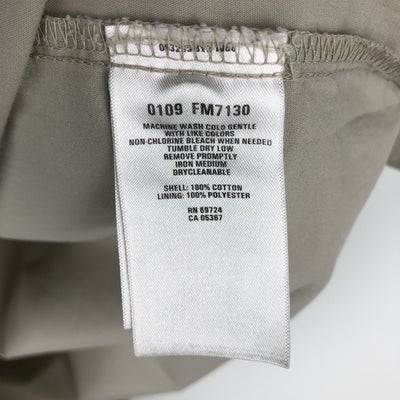 0109 FM7130
MACHINE WASH COLD GENTLE
WITH LIKE COLORS
NON-CHLORINE BLEACH WHEN NEEDED
TUMBLE DRY LOW
REMOVE PROMPTLY
IRON MEDIUM
DRYCLEANABLE
SHELL: 100% COTTON
LINING: 100% POLYESTER
RN 69724
CA 05367